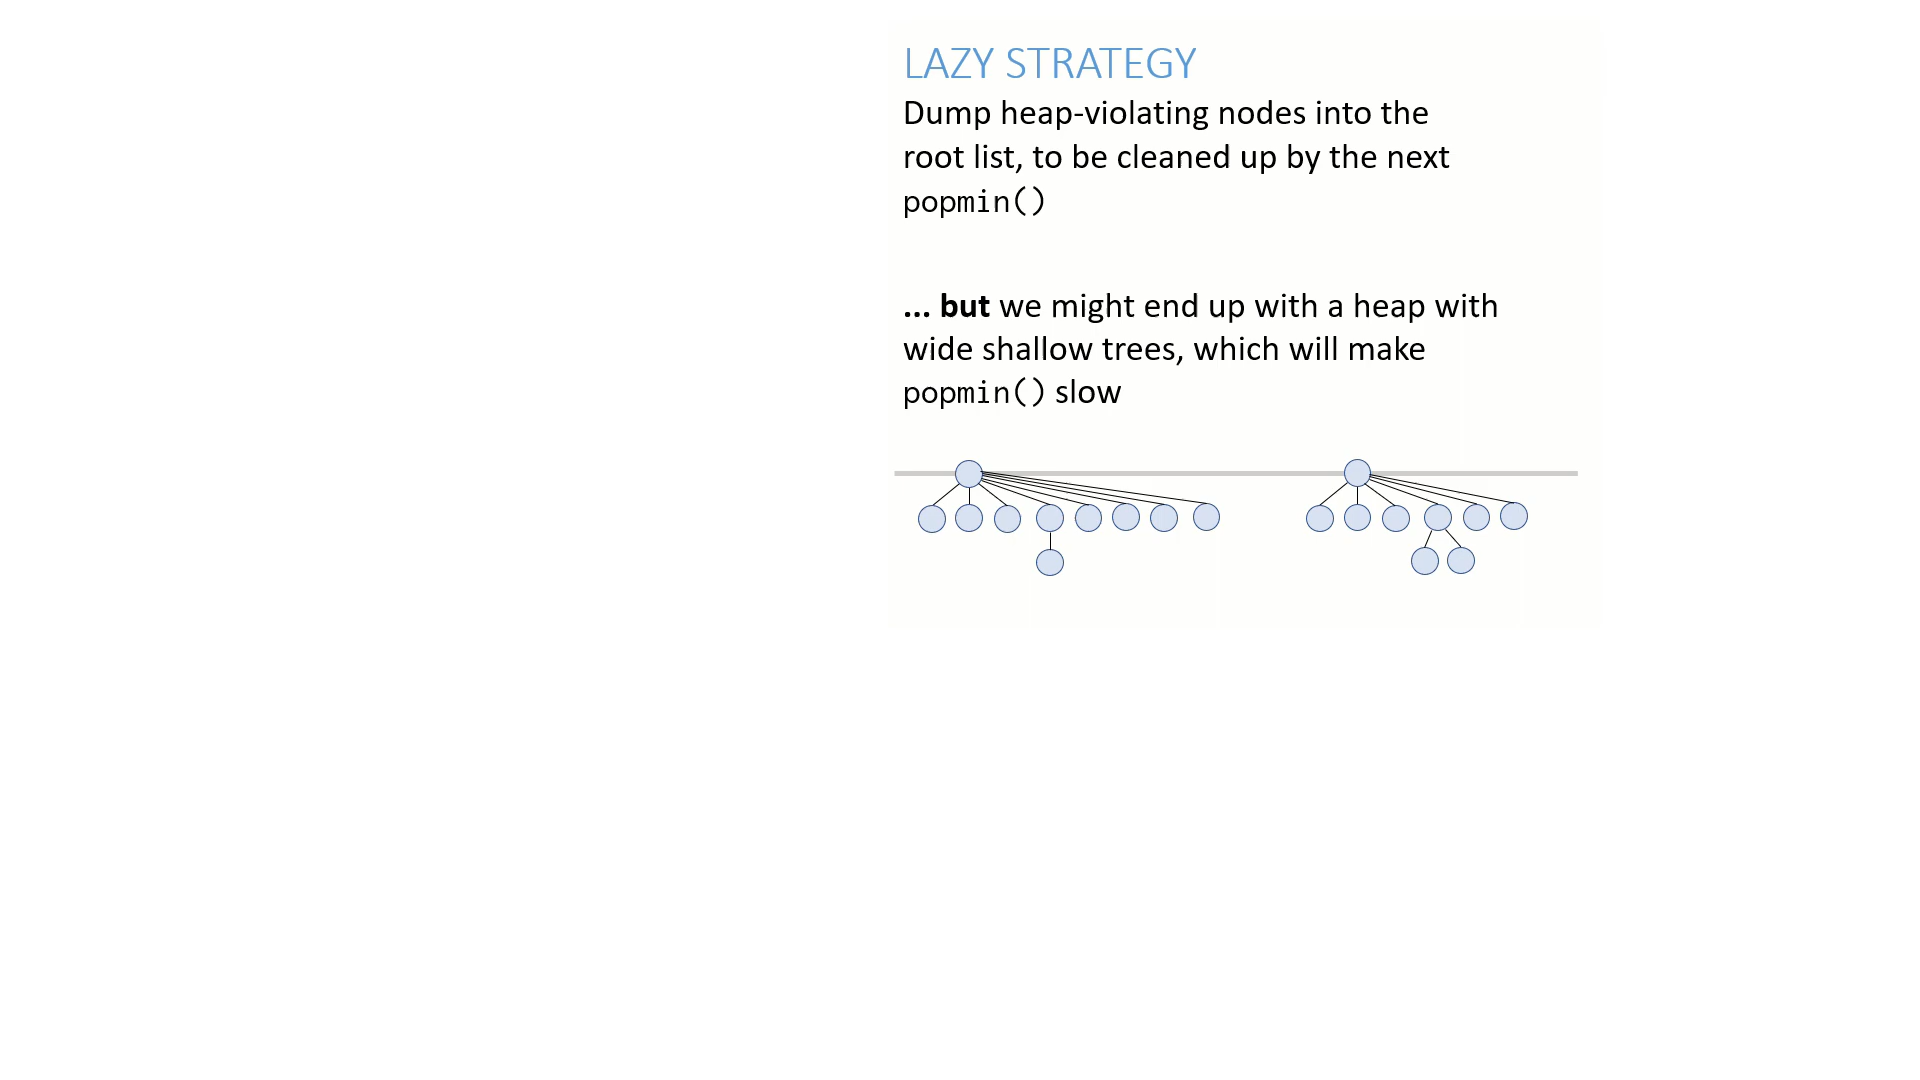 LAZY STRATEGY
Dump heap-violating nodes into the
root list, to be cleaned up by the next
popmin()
... but we might end up with a heap with
wide shallow trees, which will make
popmin() slow